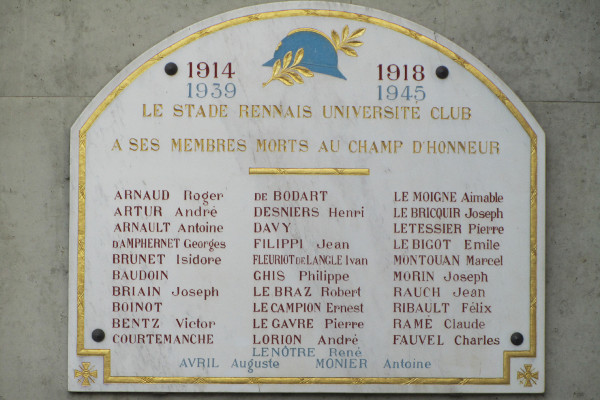 1914 1918
1939 1945
LE STADE RENNAIS UNIVERSITÉ CLUB
A SES MEMBRES MORTS AU CHAMP D'HONNEUR
ARNAUD Roger
ARTUR André
ARNAULT Antoine
DAMPHERNET Georges
BRUNET Isidore
BAUDOIN
BRIAIN Joseph
BOINOT
BENTZ Victor
COURTEMANCHE
DE BODART
DESNIERS Henri
DAVY
FILIPPI Jean
FLEURIOT DE LANGLE Ivan
GHIS Philippe
LE BRAZ Robert
LE CAMPION Ernest
LE GAVRE Pierre
LORION André
LE MOIGNE Aimable
LE BRICQUIR Joseph
LETESSIER Pierre
LE BIGOT Emile
MONTOUAN Marcel
MORIN Joseph
RAUCH Jean
RIBAULT Félix
RAMÉ Claude
FAUVEL Charles
LENÔTRE René
AVRIL Auguste MONIER Antoine